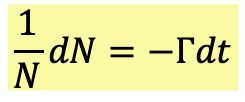 1/N dN = −Γdt